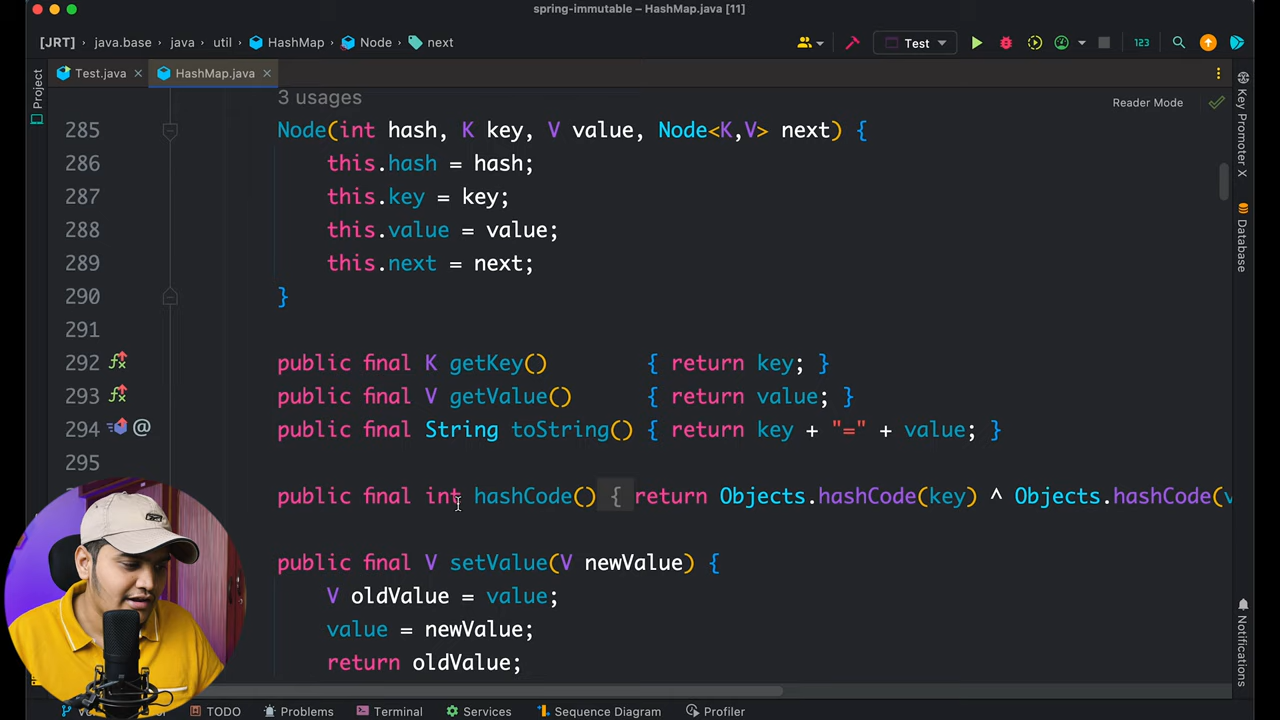 spring-immutable – HashMap.java [11]
[JRT] java.base java util HashMap Node next
Test
123
Test.java HashMap.java
Project
Reader Mode
Key Promoter X
Database
Notifications
3 usages
285 Node(int hash, K key, V value, Node<K,V> next) {
286 this.hash = hash;
287 this.key = key;
288 this.value = value;
289 this.next = next;
290 }
291
292 public final K getKey() { return key; }
293 public final V getValue() { return value; }
294 public final String toString() { return key + "=" + value; }
295
public final int hashCode() { return Objects.hashCode(key) ^ Objects.hashCode(v
public final V setValue(V newValue) {
V oldValue = value;
value = newValue;
return oldValue;
TODO Problems Terminal Services Sequence Diagram Profiler